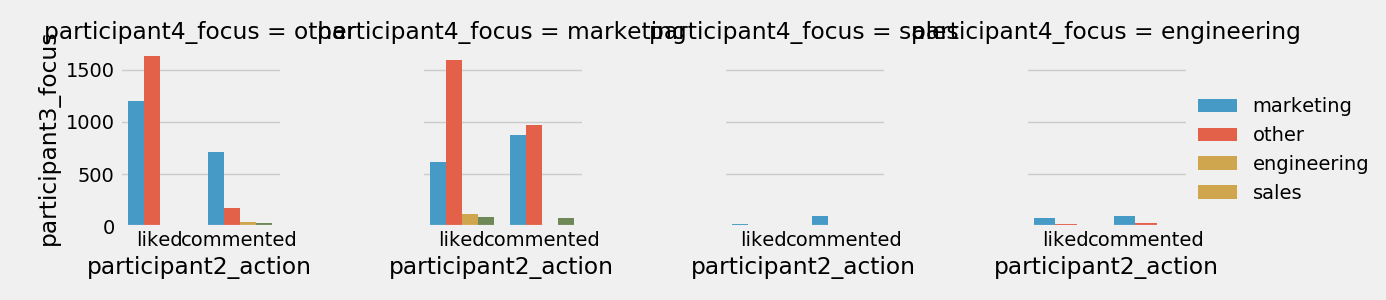 participant4_focus = other
participant4_focus = marketing
participant4_focus = sales
participant4_focus = engineering
participant3_focus
1500
1000
500
0
liked commented
liked commented
liked commented
liked commented
participant2_action
participant2_action
participant2_action
participant2_action
marketing
other
engineering
sales